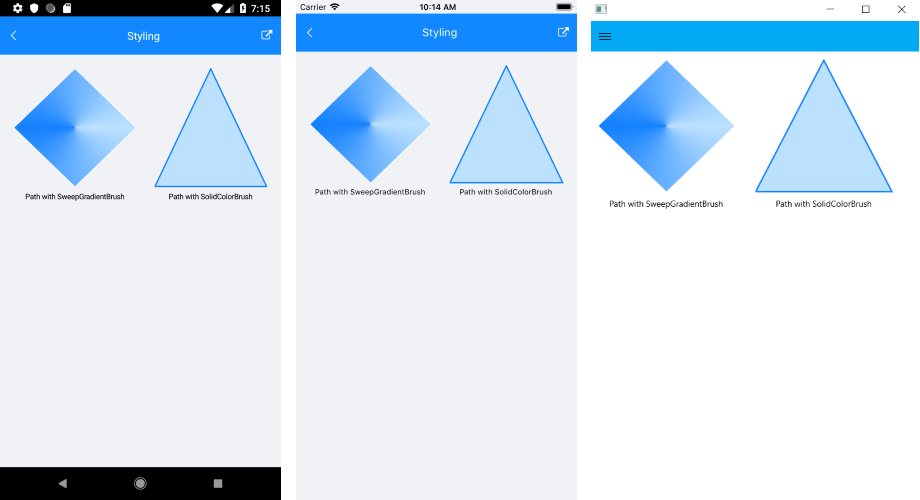 7:15
Styling
Path with SweepGradientBrush
Path with SolidColorBrush
Carrier
10:14 AM
Styling
Path with SweepGradientBrush
Path with SolidColorBrush
Path with SweepGradientBrush
Path with SolidColorBrush